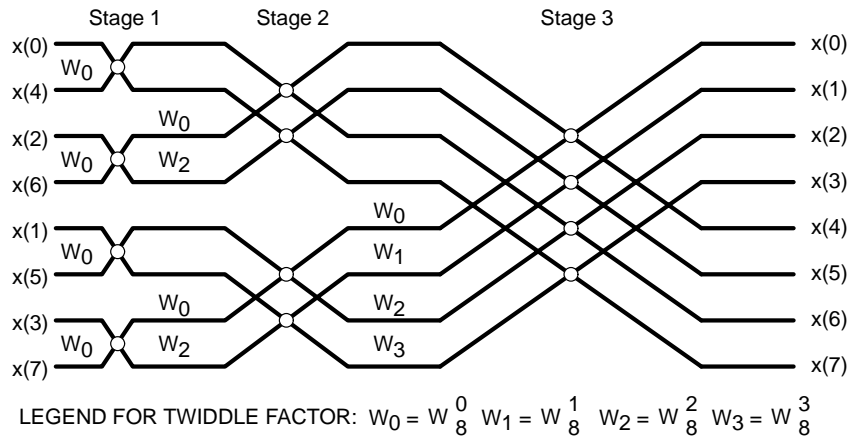 Stage 1 Stage 2 Stage 3
x(0) x(0)
W0
x(4) x(1)
W0
x(2) x(2)
W0 W2
x(6) x(3)
W0
x(1) x(4)
W0 W1
x(5) x(5)
W0 W2
x(3) x(6)
W0 W2 W3
x(7) x(7)
LEGEND FOR TWIDDLE FACTOR: W0 = W 0 8 W1 = W 1 8 W2 = W 2 8 W3 = W 3 8